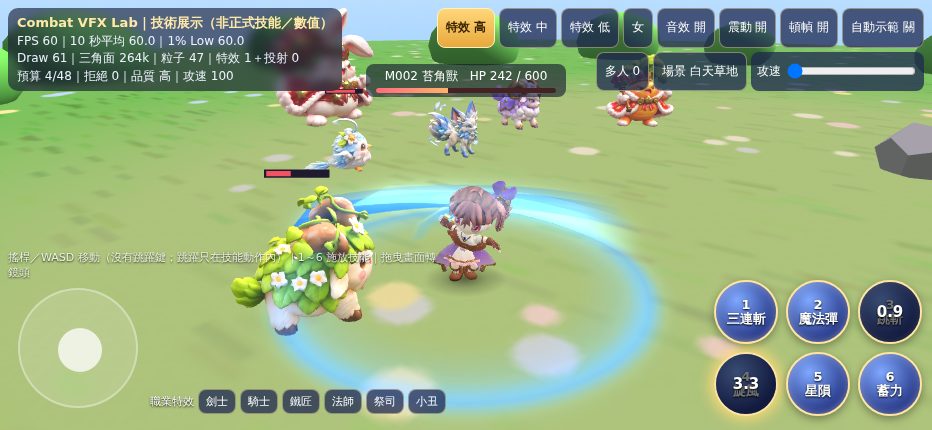 Combat VFX Lab｜技術展示（非正式技能／數值）
FPS 60｜10 秒平均 60.0｜1% Low 60.0
Draw 61｜三角面 264k｜粒子 47｜特效 1＋投射 0
預算 4/48｜拒絕 0｜品質 高｜攻速 100
特效 高
特效 中
特效 低
女
音效 開
震動 開
頓幀 開
自動示範 關
多人 0
場景 白天草地
攻速
M002 苔角獸 HP 242 / 600
搖桿／WASD 移動（沒有跳躍鍵；跳躍只在技能動作內）｜1～6 施放技能｜拖曳畫面轉
鏡頭
1
三連斬
2
魔法彈
3
0.9
跳斬
4
3.3
旋風
5
星隕
6
蓄力
職業特效
劍士
騎士
鐵匠
法師
祭司
小丑